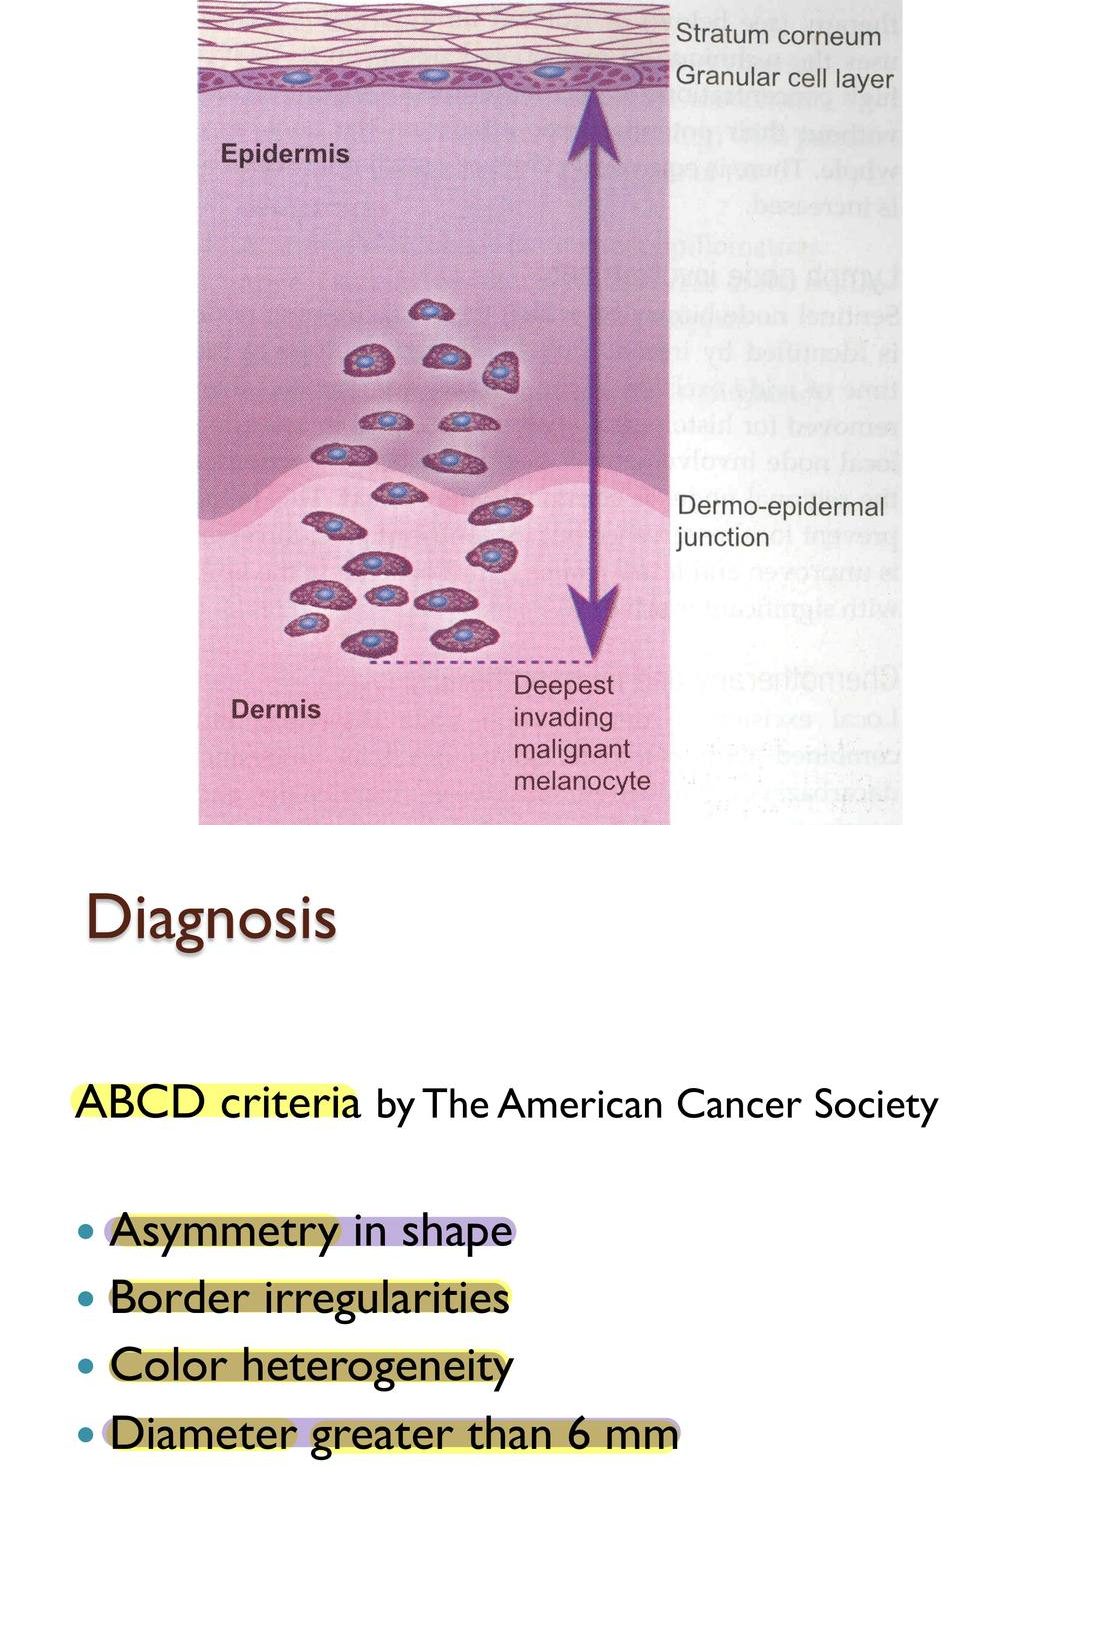 Stratum corneum
Granular cell layer
Epidermis
Dermo-epidermal
junction
Deepest
invading
malignant
melanocyte
Dermis
Diagnosis
ABCD criteria by The American Cancer Society
• Asymmetry in shape
• Border irregularities
• Color heterogeneity
• Diameter greater than 6 mm